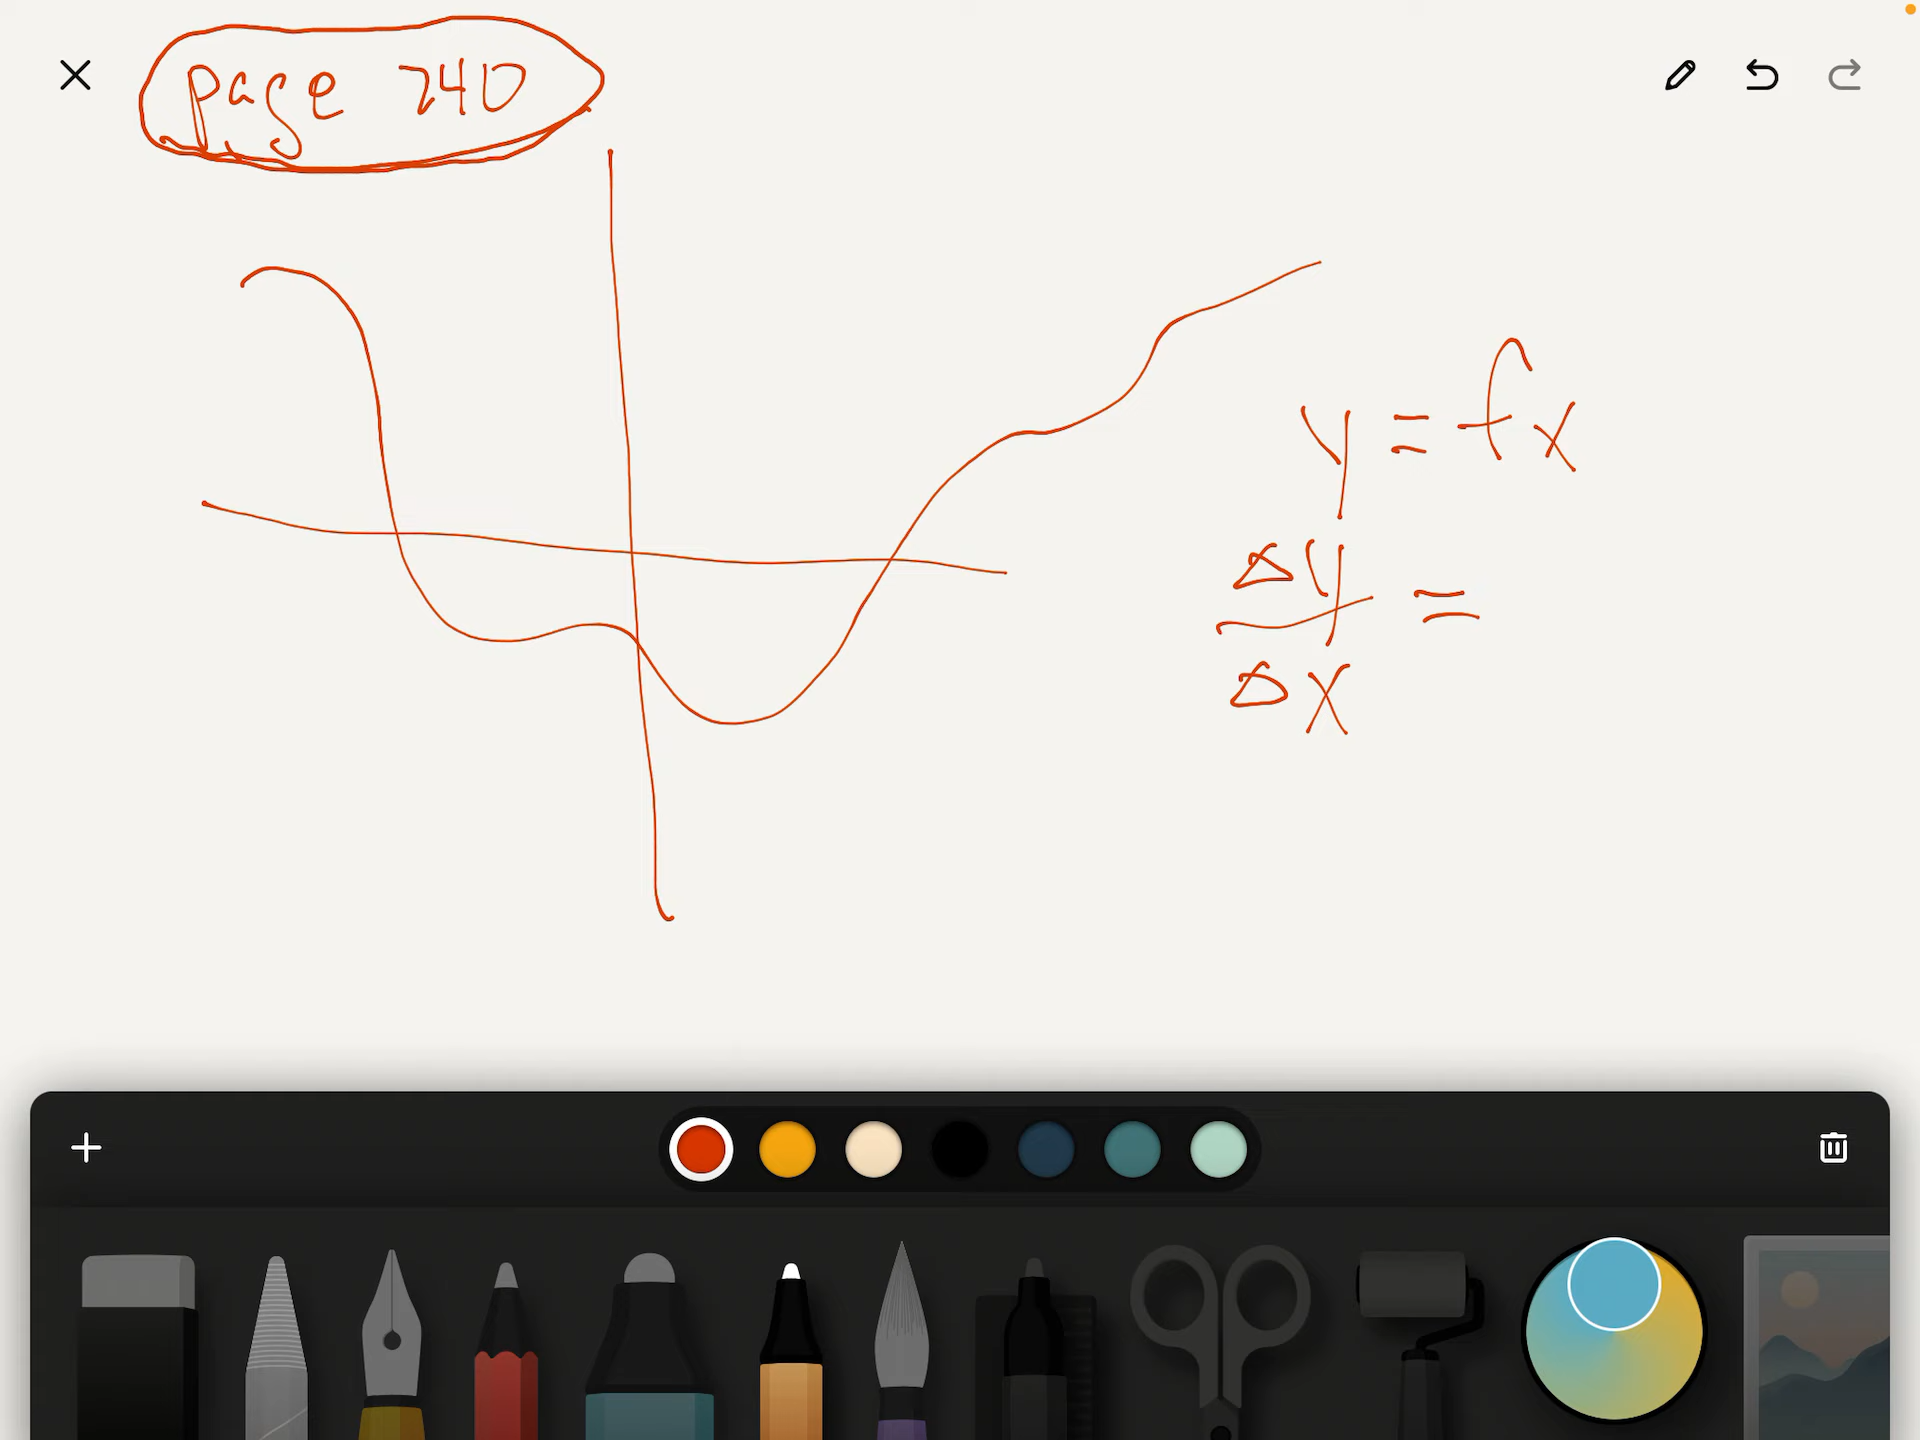 page 240
y = fx
Δy
=
Δx